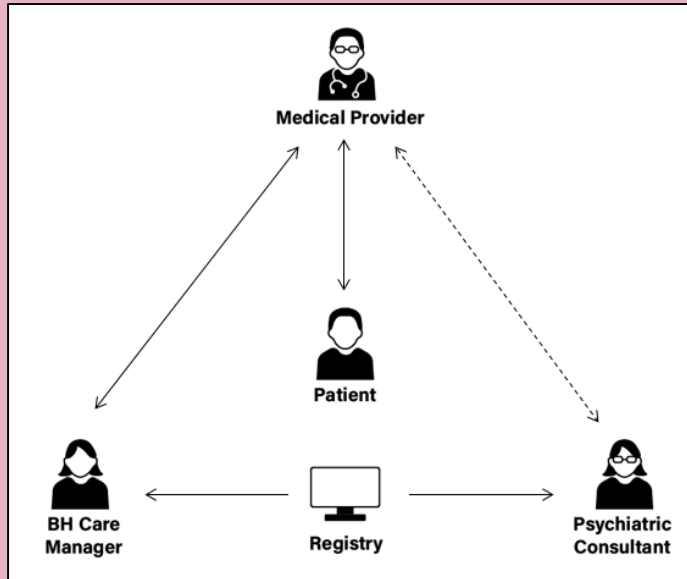 Medical Provider
Patient
BH Care
Manager
Registry
Psychiatric
Consultant